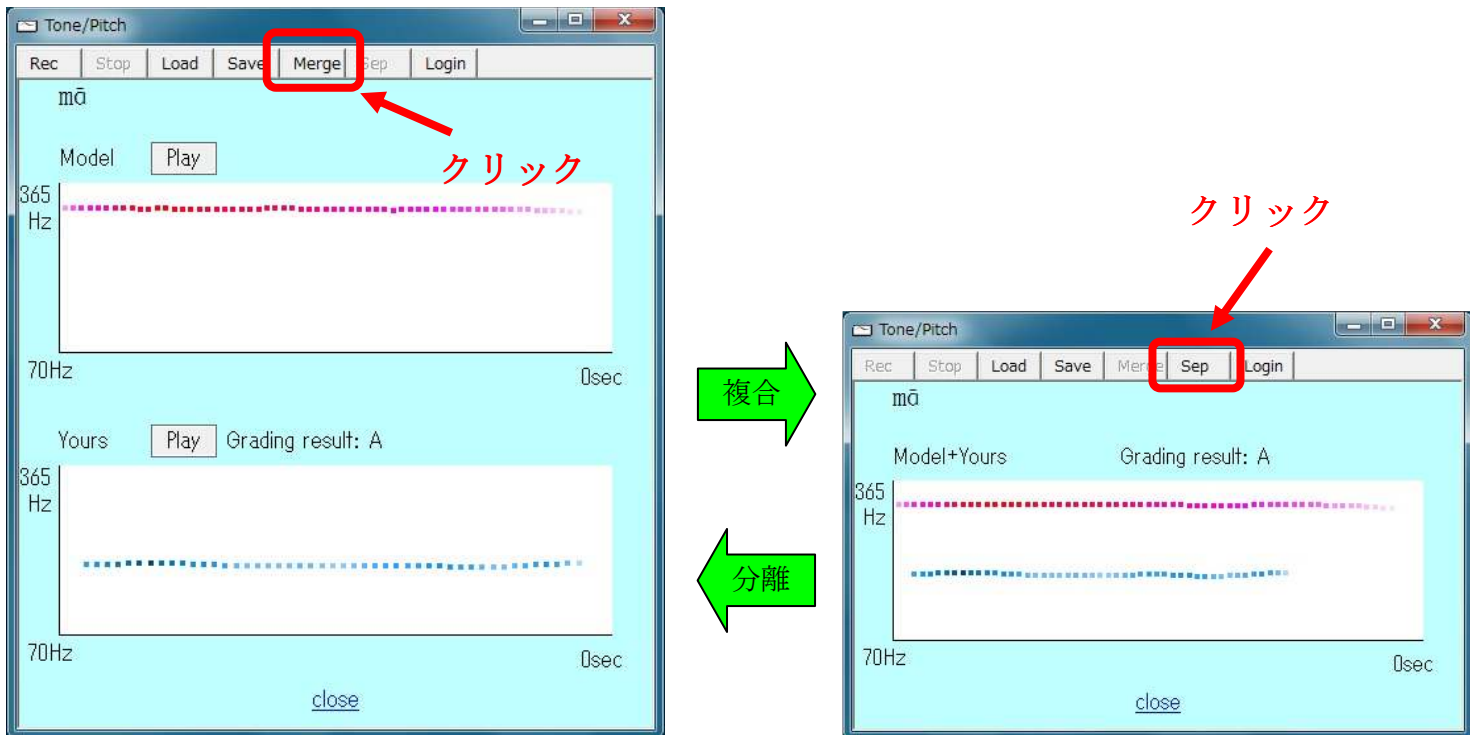 Tone/Pitch
Rec Stop Load Save Merge Sep Login
mā
Model Play
クリック
365
Hz
70Hz 0sec
Yours Play Grading result: A
365
Hz
70Hz 0sec
close
複合
分離
クリック
Tone/Pitch
Rec Stop Load Save Merge Sep Login
mā
Model+Yours Grading result: A
365
Hz
70Hz 0sec
close